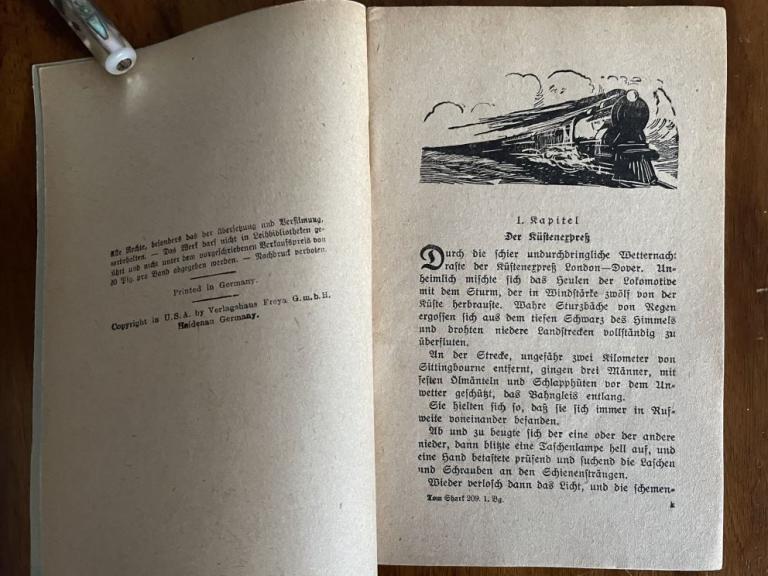 Alle Rechte, besonders das der Übersetzung und Verfilmung,
vorbehalten. — Das Werk darf nicht in Leihbibliotheken ge-
führt und nicht unter dem vorgeschriebenen Verkaufspreis von
20 Pfg. pro Band abgegeben werden. — Nachdruck verboten.
Printed in Germany.
Copyright in U.S.A. by Verlagshaus Freya G.m.b.H.
Heidenau Germany.
1. Kapitel
Der Küstenexpreß
Durch die schier undurchdringliche Wetternacht
raste der Küstenexpreß London—Dover. Un-
heimlich mischte sich das Heulen der Lokomotive
mit dem Sturm, der in Windstärke zwölf von der
Küste herbrauste. Wahre Sturzbäche von Regen
ergossen sich aus dem tiefen Schwarz des Himmels
und drohten niedere Landstrecken vollständig zu
überfluten.
An der Strecke, ungefähr zwei Kilometer von
Sittingbourne entfernt, gingen drei Männer, mit
festen Ölmänteln und Schlapphüten vor dem Un-
wetter geschützt, das Bahngleis entlang.
Sie hielten sich so, daß sie sich immer in Ruf-
weite voneinander befanden.
Ab und zu beugte sich der eine oder der andere
nieder, dann blitzte eine Taschenlampe hell auf, und
eine Hand betastete prüfend und suchend die Laschen
und Schrauben an den Schienensträngen.
Wieder verlosch dann das Licht, und die schemen-
Tom Shark 209. 1. Bg.